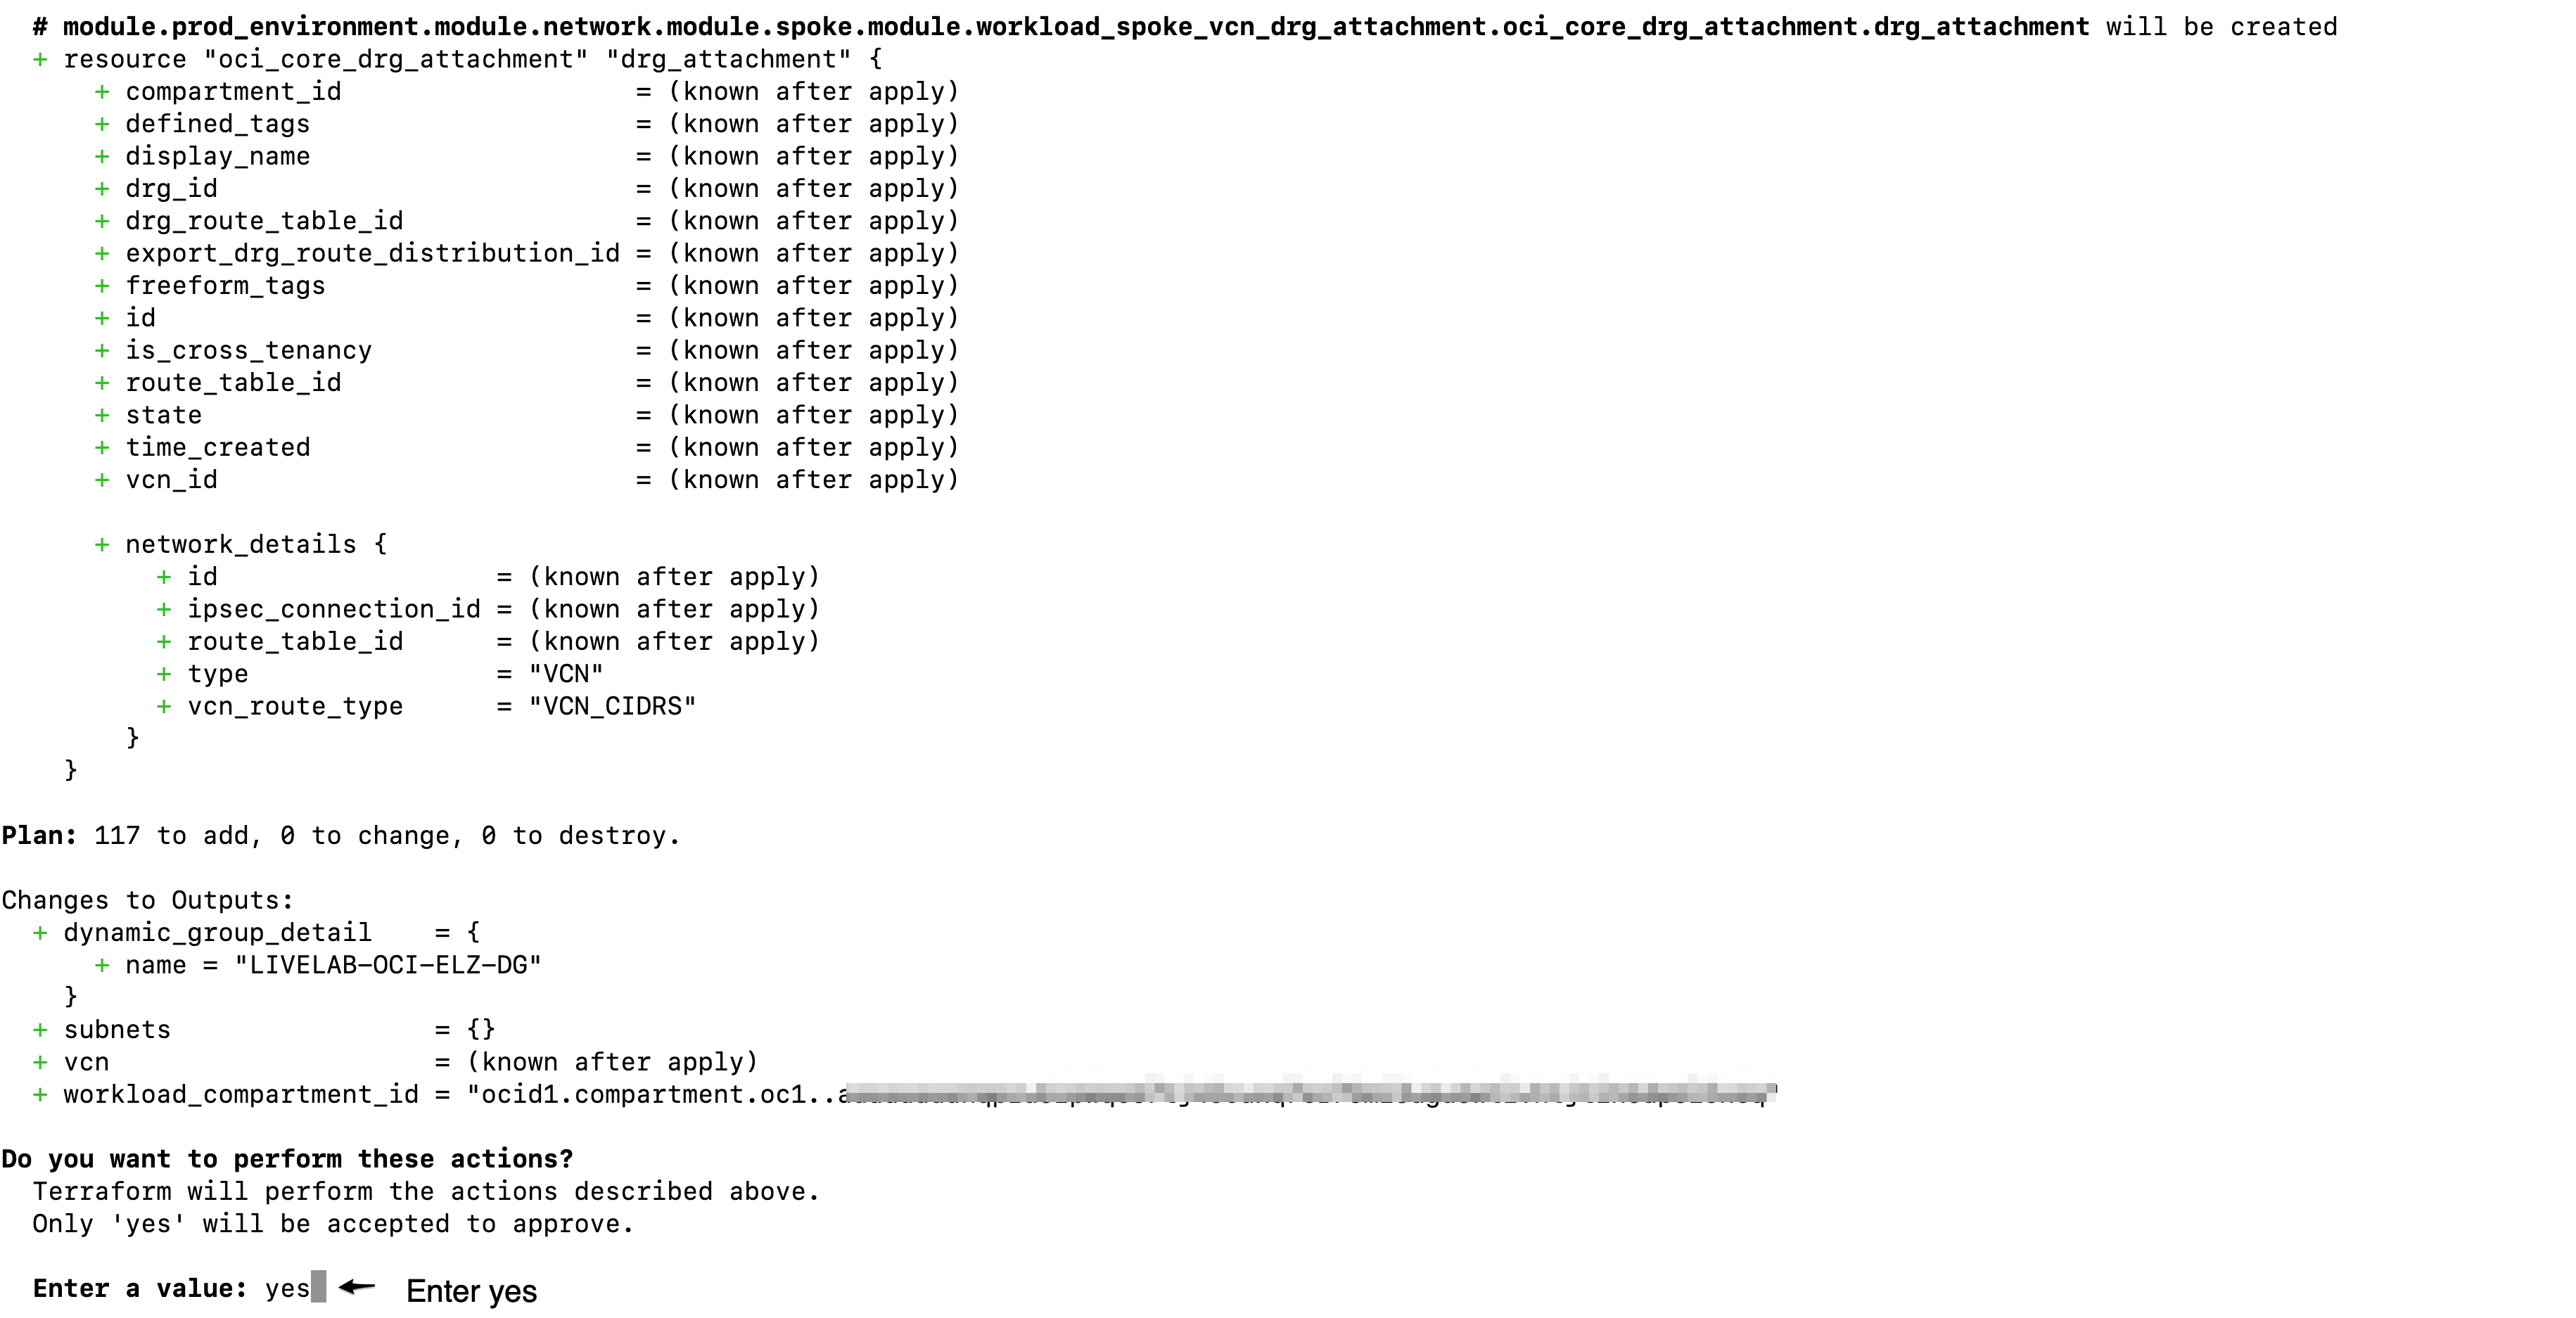 # module.prod_environment.module.network.module.spoke.module.workload_spoke_vcn_drg_attachment.oci_core_drg_attachment.drg_attachment will be created
+ resource "oci_core_drg_attachment" "drg_attachment" {
+ compartment_id = (known after apply)
+ defined_tags = (known after apply)
+ display_name = (known after apply)
+ drg_id = (known after apply)
+ drg_route_table_id = (known after apply)
+ export_drg_route_distribution_id = (known after apply)
+ freeform_tags = (known after apply)
+ id = (known after apply)
+ is_cross_tenancy = (known after apply)
+ route_table_id = (known after apply)
+ state = (known after apply)
+ time_created = (known after apply)
+ vcn_id = (known after apply)
+ network_details {
+ id = (known after apply)
+ ipsec_connection_id = (known after apply)
+ route_table_id = (known after apply)
+ type = "VCN"
+ vcn_route_type = "VCN_CIDRS"
}
}
Plan: 117 to add, 0 to change, 0 to destroy.
Changes to Outputs:
+ dynamic_group_detail = {
+ name = "LIVELAB-OCI-ELZ-DG"
}
+ subnets = {}
+ vcn = (known after apply)
+ workload_compartment_id = "ocid1.compartment.oc1..a
Do you want to perform these actions?
Terraform will perform the actions described above.
Only 'yes' will be accepted to approve.
Enter a value: yes Enter yes